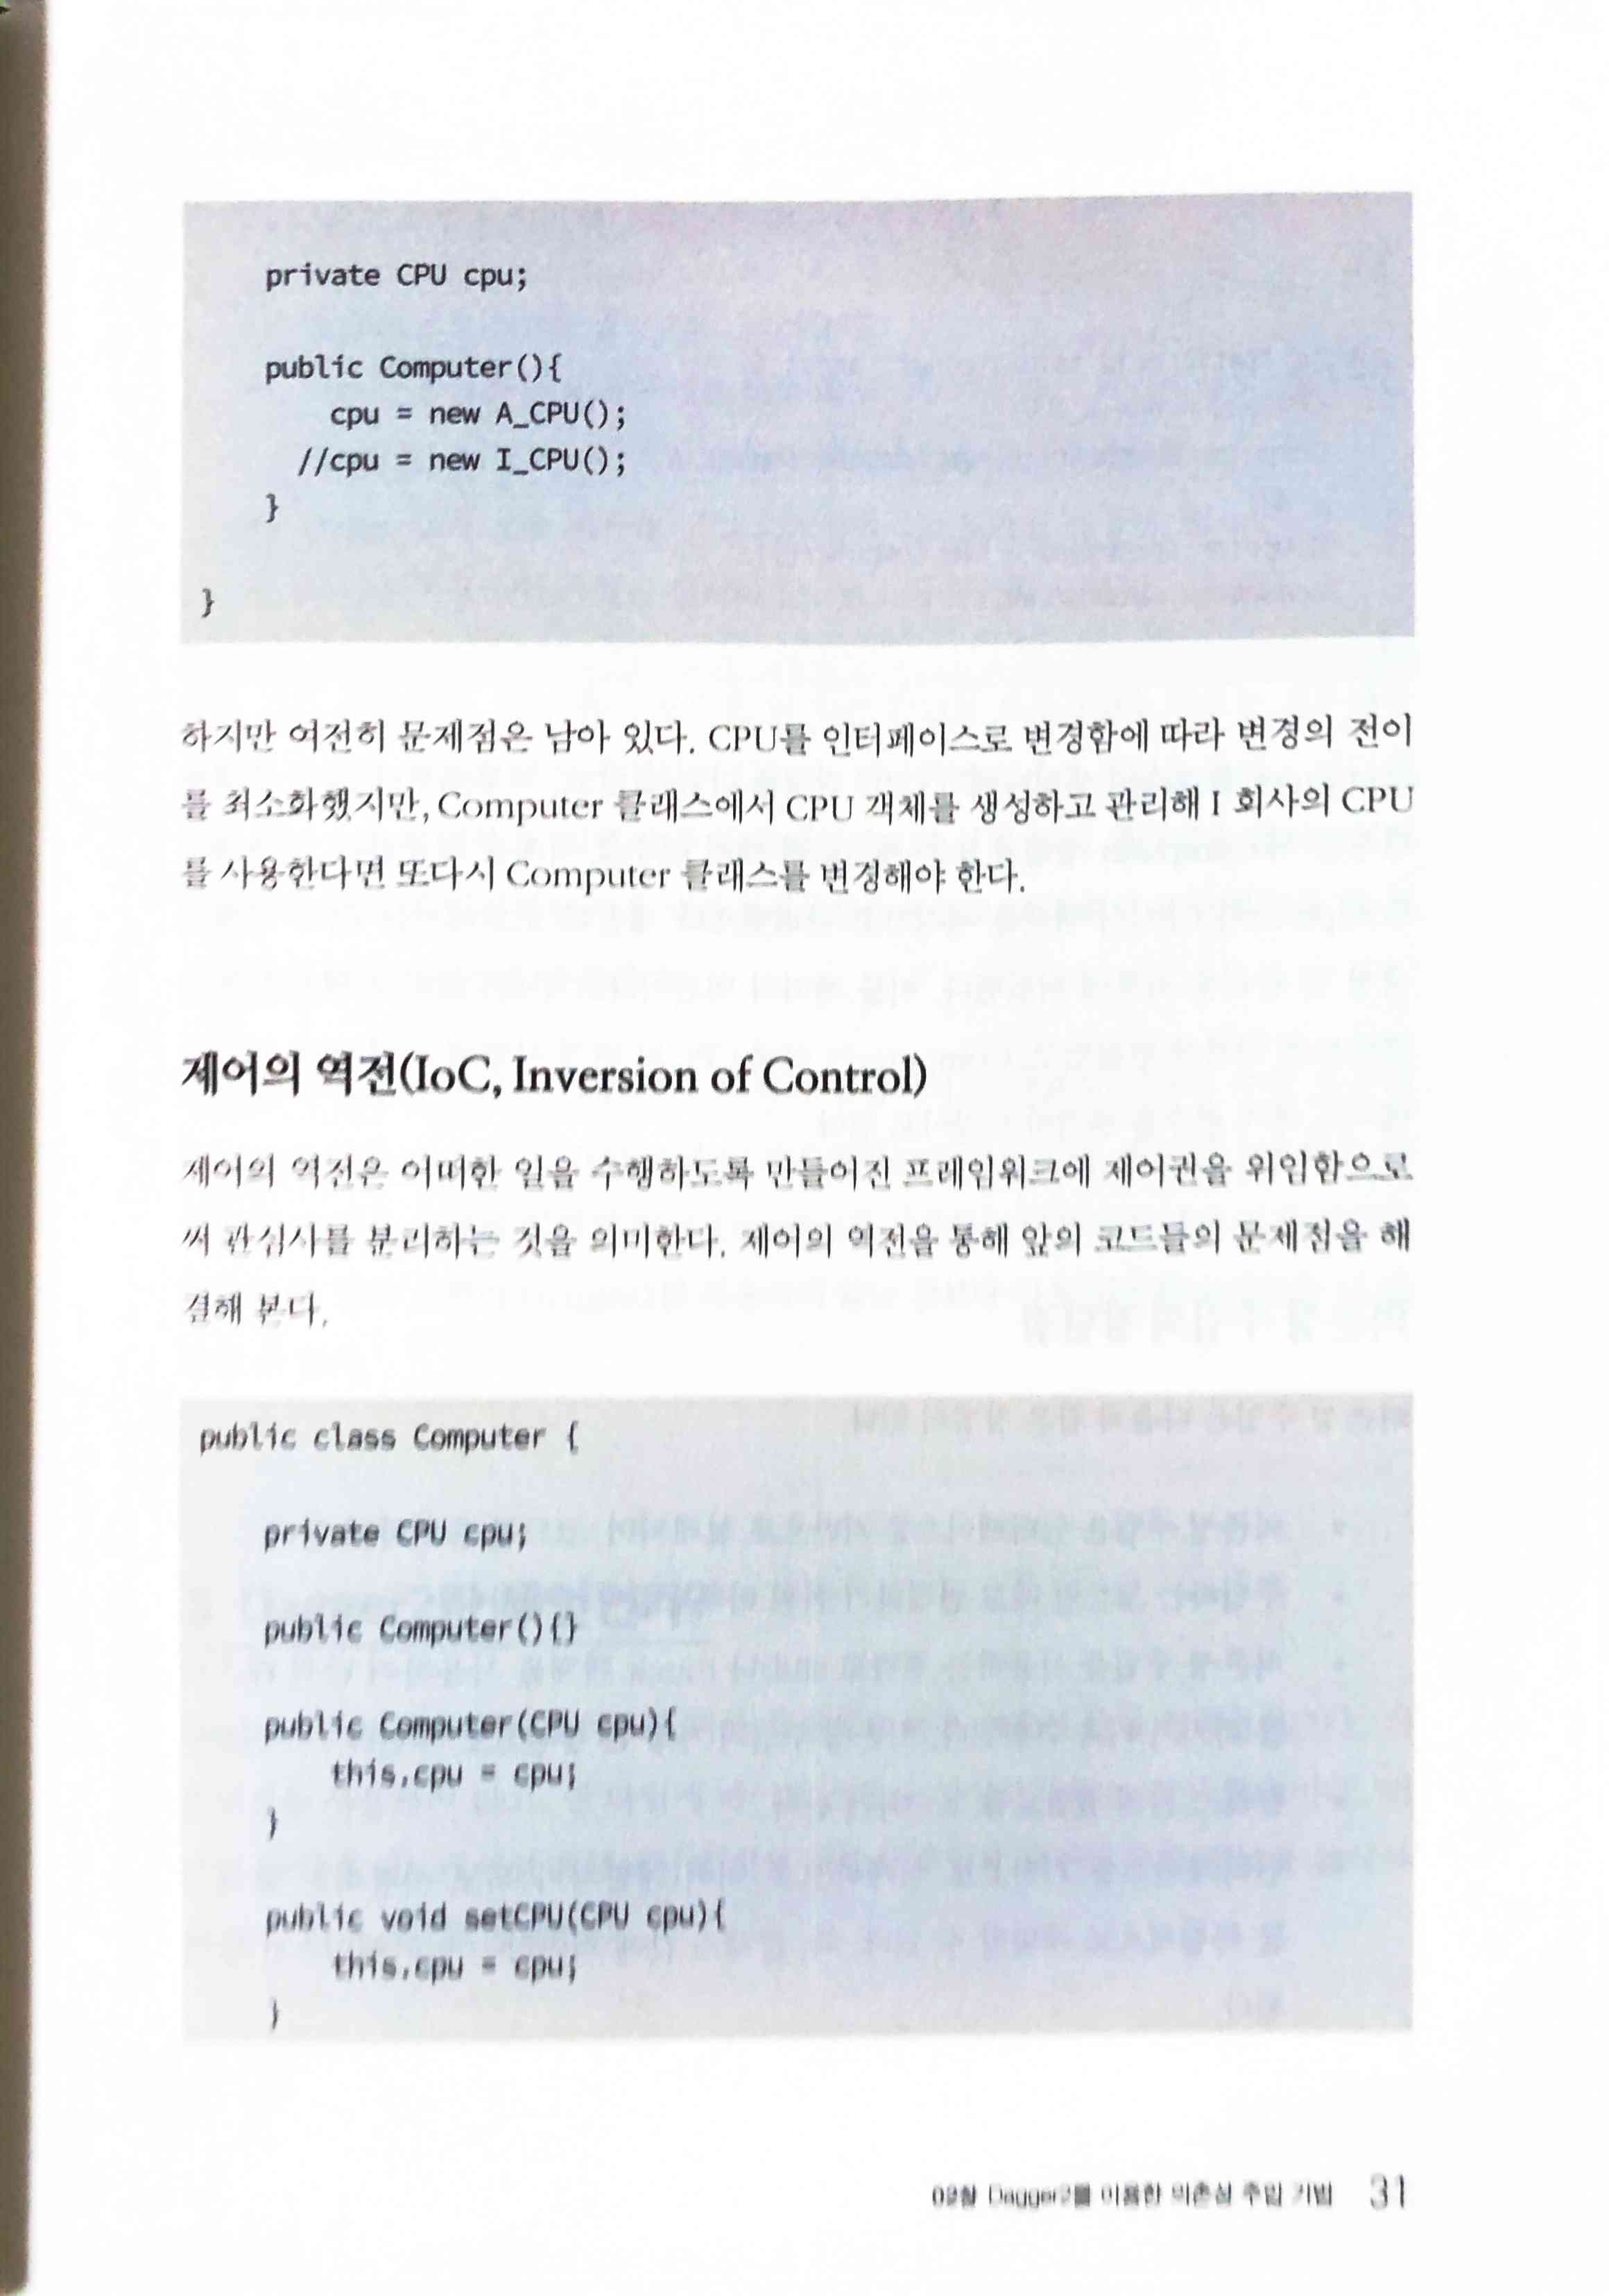 private CPU cpu;
public Computer(){
cpu = new A_CPU();
//cpu = new I_CPU();
}
}
하지만 여전히 문제점은 남아 있다. CPU를 인터페이스로 변경함에 따라 변경의 전이
를 최소화했지만, Computer 클래스에서 CPU 객체를 생성하고 관리해 I 회사의 CPU
를 사용한다면 또다시 Computer 클래스를 변경해야 한다.
제어의 역전(IoC, Inversion of Control)
제어의 역전은 어떠한 일을 수행하도록 만들어진 프레임워크에 제어권을 위임함으로
써 관심사를 분리하는 것을 의미한다. 제어의 역전을 통해 앞의 코드들의 문제점을 해
결해 본다.
public class Computer {
private CPU cpu;
public Computer(){}
public Computer(CPU cpu){
this.cpu = cpu;
}
public void setCPU(CPU cpu){
this.cpu = cpu;
}
Dagger2를 이용한 의존성 주입 기법 31